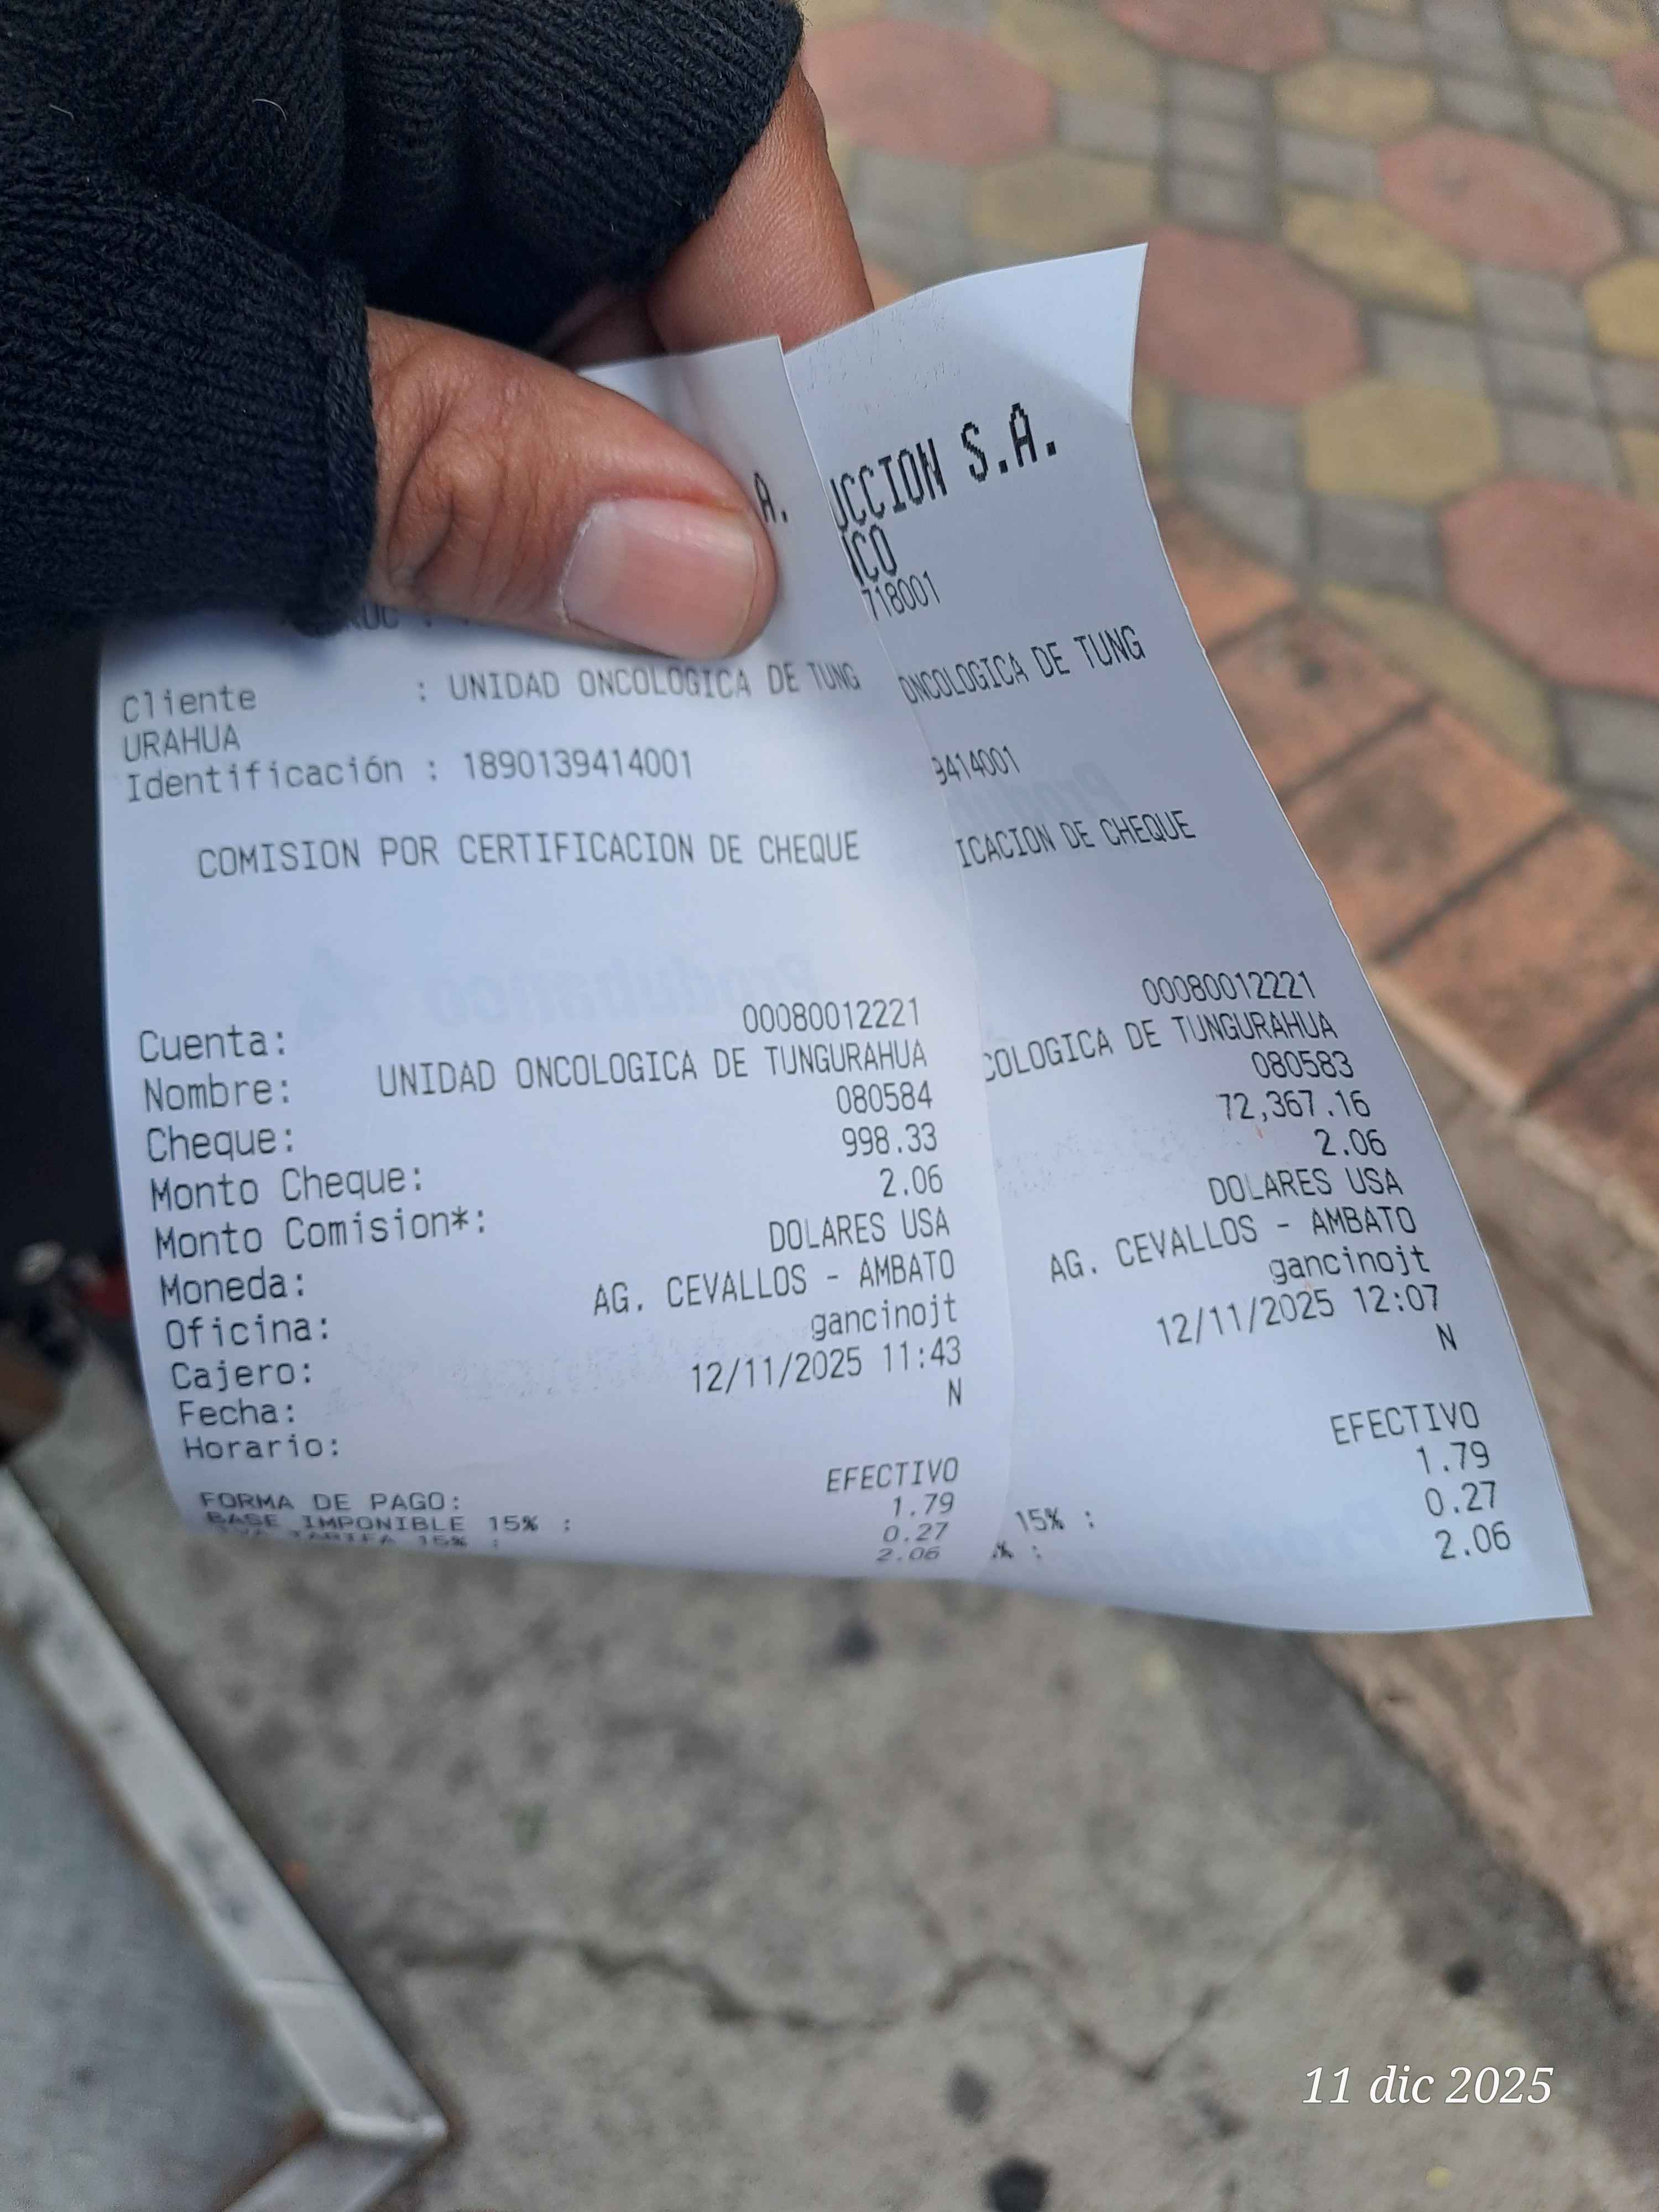 A.
RUC :
Cliente : UNIDAD ONCOLOGICA DE TUNG
URAHUA
Identificación : 1890139414001
COMISION POR CERTIFICACION DE CHEQUE
Produbanco
Cuenta: 00080012221
Nombre: UNIDAD ONCOLOGICA DE TUNGURAHUA
Cheque: 080584
Monto Cheque: 998.33
Monto Comision*: 2.06
Moneda: DOLARES USA
Oficina: AG. CEVALLOS - AMBATO
Cajero: gancinojt
Fecha: 12/11/2025 11:43
Horario: N
FORMA DE PAGO: EFECTIVO
BASE IMPONIBLE 15% : 1.79
IVA TARIFA 15% : 0.27
2.06
UCCION S.A.
ICO
718001
ONCOLOGICA DE TUNG
9414001
ICACION DE CHEQUE
00080012221
COLOGICA DE TUNGURAHUA
080583
72,367.16
2.06
DOLARES USA
AG. CEVALLOS - AMBATO
gancinojt
12/11/2025 12:07
N
EFECTIVO
15% : 1.79
% : 0.27
2.06
11 dic 2025